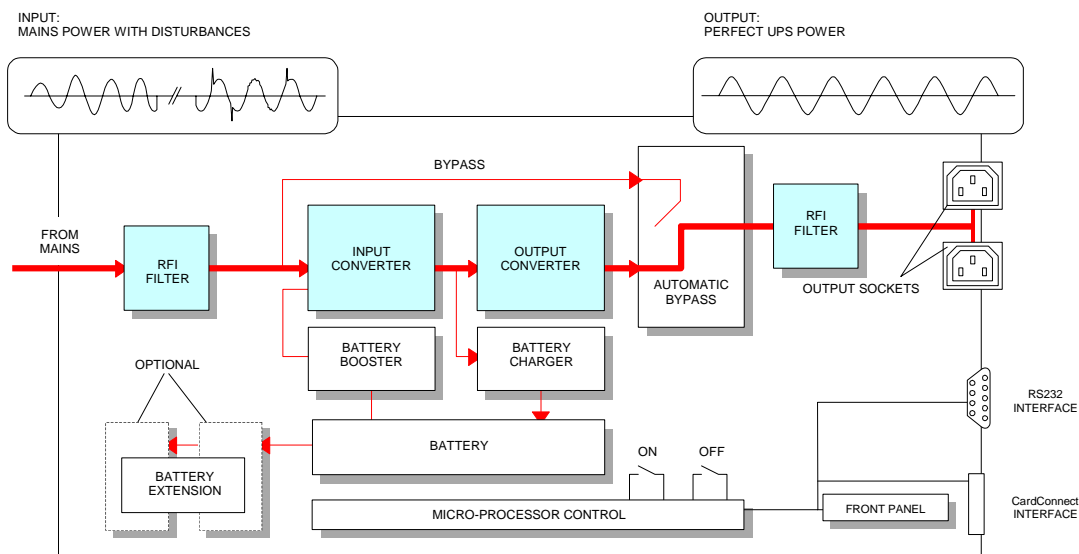 INPUT:
MAINS POWER WITH DISTURBANCES
OUTPUT:
PERFECT UPS POWER
BYPASS
FROM
MAINS
RFI
FILTER
INPUT
CONVERTER
OUTPUT
CONVERTER
AUTOMATIC
BYPASS
RFI
FILTER
OUTPUT SOCKETS
BATTERY
BOOSTER
BATTERY
CHARGER
OPTIONAL
BATTERY
BATTERY
EXTENSION
ON
OFF
MICRO-PROCESSOR CONTROL
FRONT PANEL
RS232
INTERFACE
CardConnect
INTERFACE